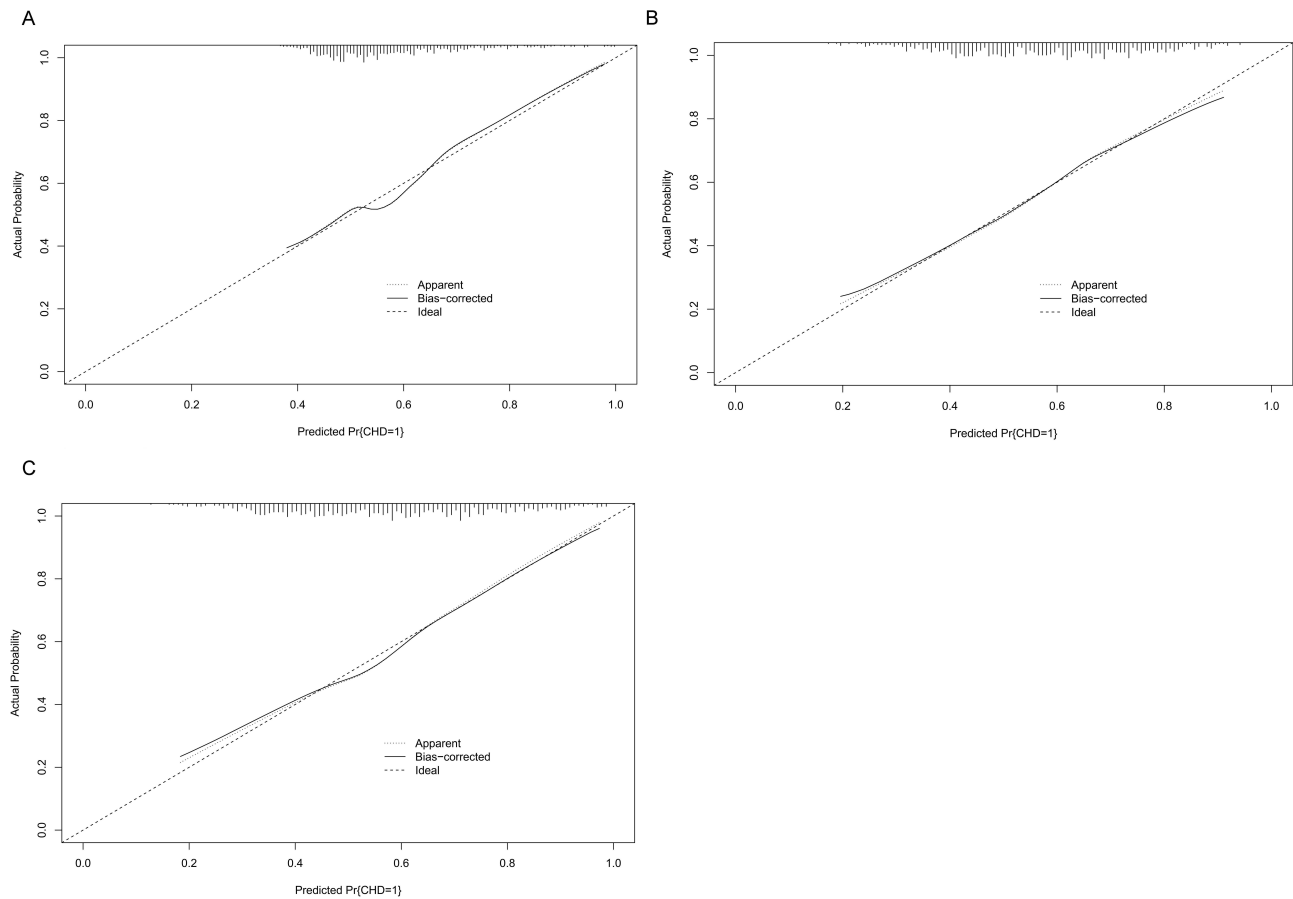 A
1.0
0.8
0.6
0.4
0.2
0.0
Actual Probability
Apparent
Bias−corrected
Ideal
0.0 0.2 0.4 0.6 0.8 1.0
Predicted Pr{CHD=1}
B
1.0
0.8
0.6
0.4
0.2
0.0
Actual Probability
Apparent
Bias−corrected
Ideal
0.0 0.2 0.4 0.6 0.8 1.0
Predicted Pr{CHD=1}
C
1.0
0.8
0.6
0.4
0.2
0.0
Actual Probability
Apparent
Bias−corrected
Ideal
0.0 0.2 0.4 0.6 0.8 1.0
Predicted Pr{CHD=1}